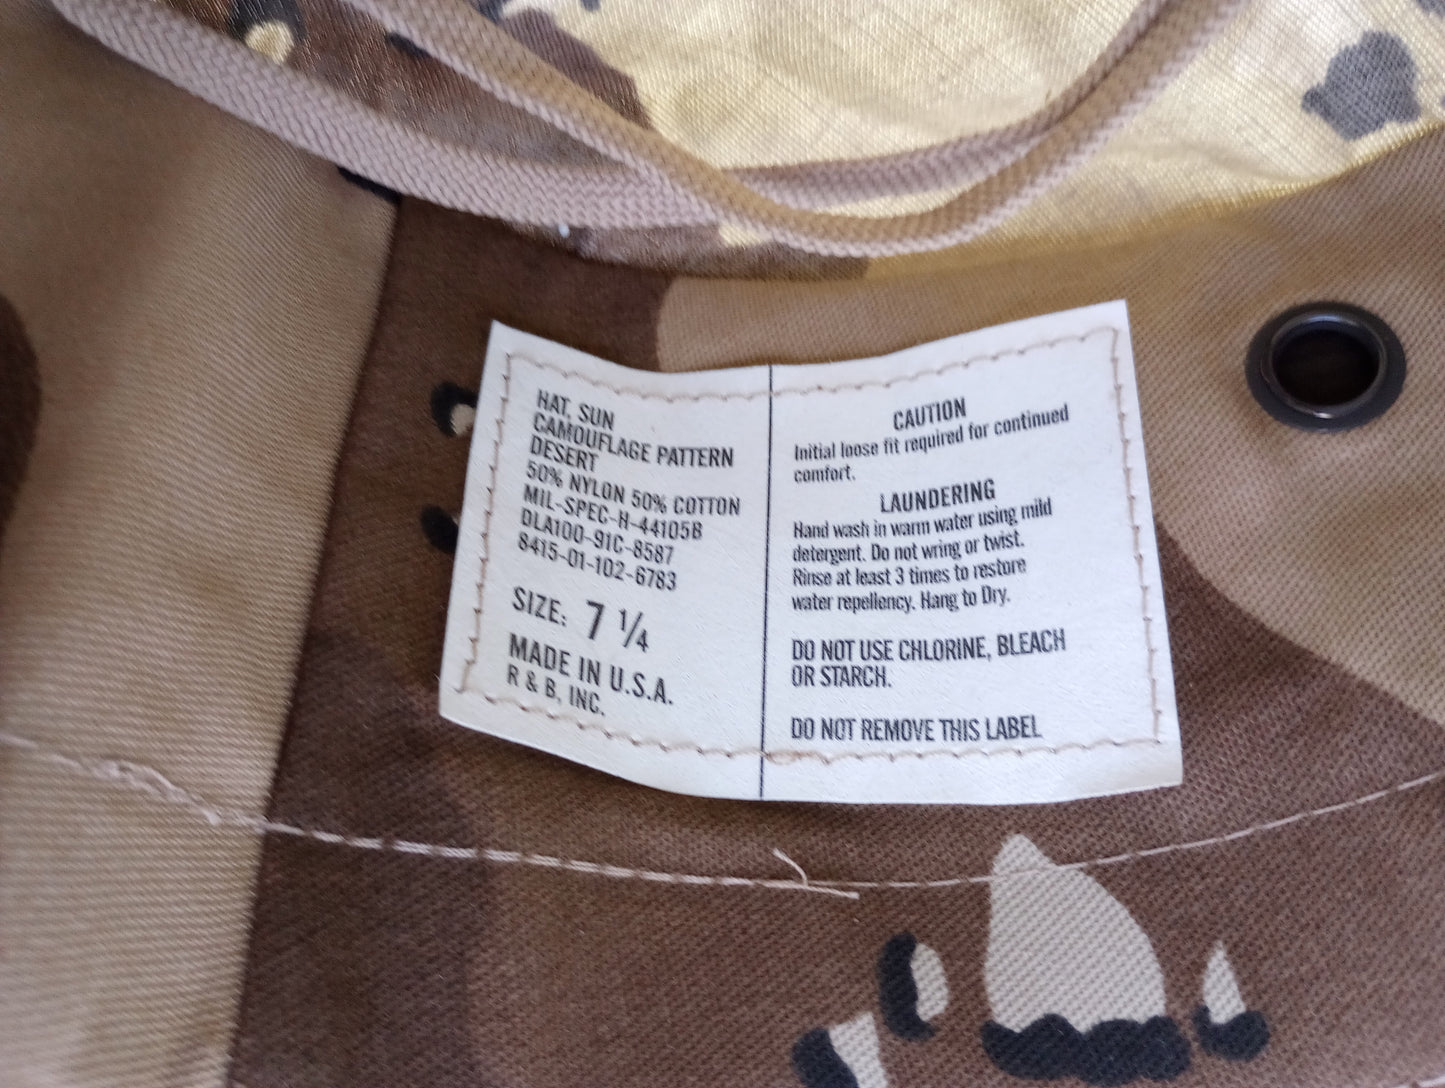 HAT, SUN
CAMOUFLAGE PATTERN
DESERT
50% NYLON 50% COTTON
MIL-SPEC-H-44105B
DLA100-91C-8587
8415-01-102-6783
SIZE: 7 1/4
MADE IN U.S.A.
R & B, INC.
CAUTION
Initial loose fit required for continued
comfort.
LAUNDERING
Hand wash in warm water using mild
detergent. Do not wring or twist.
Rinse at least 3 times to restore
water repellency. Hang to Dry.
DO NOT USE CHLORINE, BLEACH
OR STARCH.
DO NOT REMOVE THIS LABEL